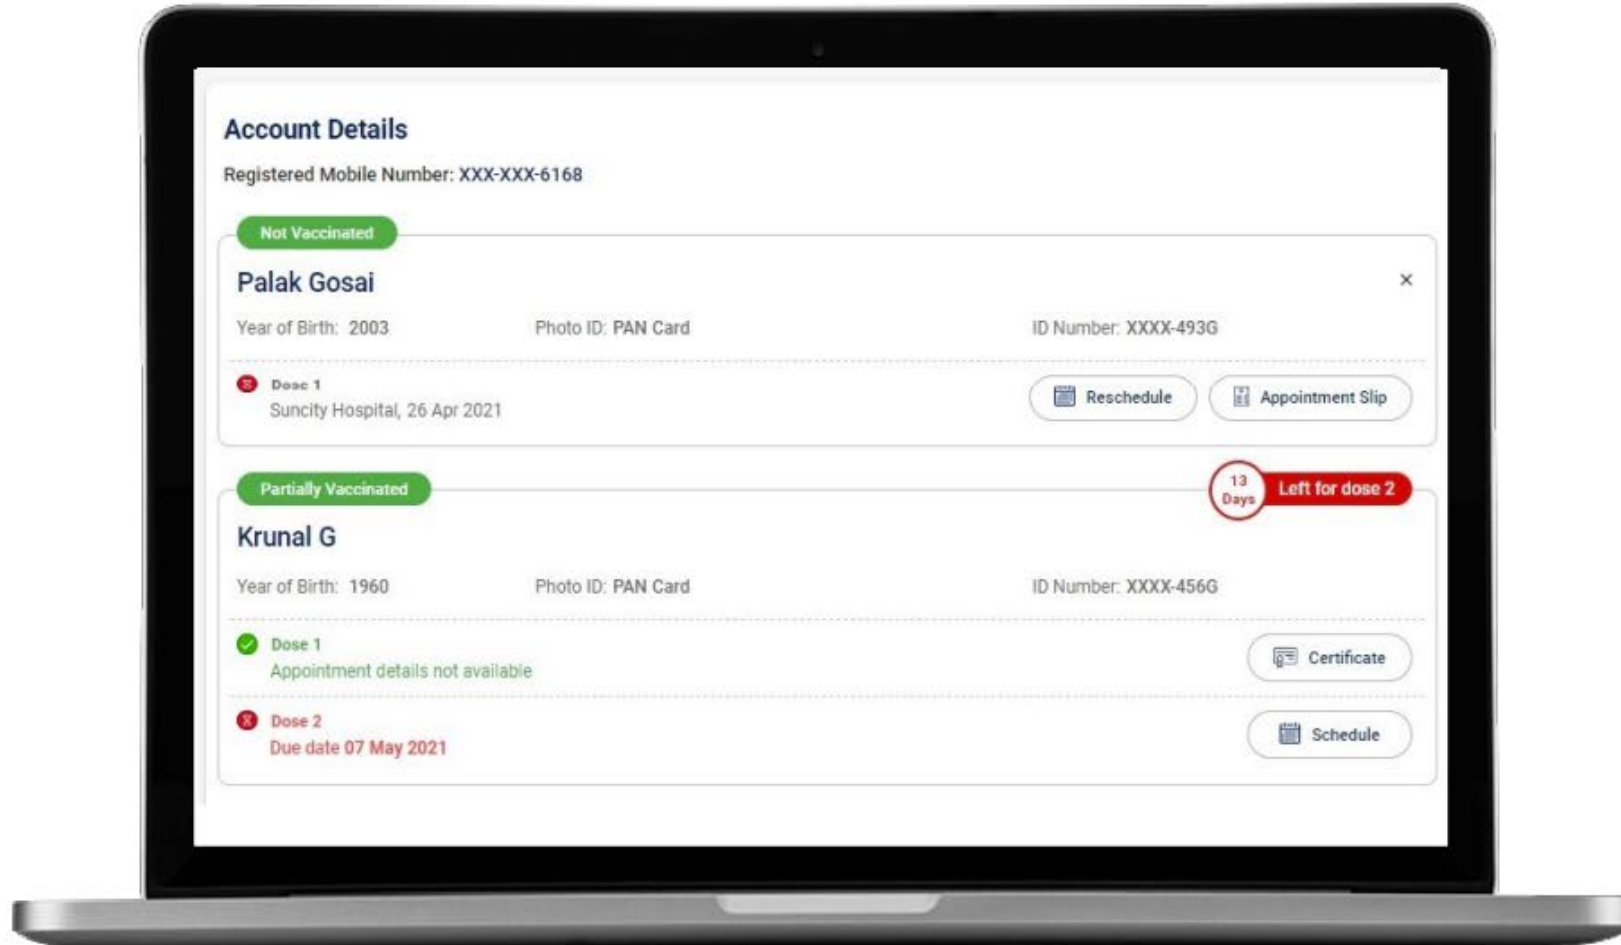 Account Details
Registered Mobile Number: XXX-XXX-6168
Not Vaccinated
Palak Gosai
×
Year of Birth: 2003 Photo ID: PAN Card ID Number: XXXX-493G
Dose 1
Suncity Hospital, 26 Apr 2021
Reschedule Appointment Slip
Partially Vaccinated
13 Days Left for dose 2
Krunal G
Year of Birth: 1960 Photo ID: PAN Card ID Number: XXXX-456G
Dose 1
Appointment details not available
Certificate
Dose 2
Due date 07 May 2021
Schedule